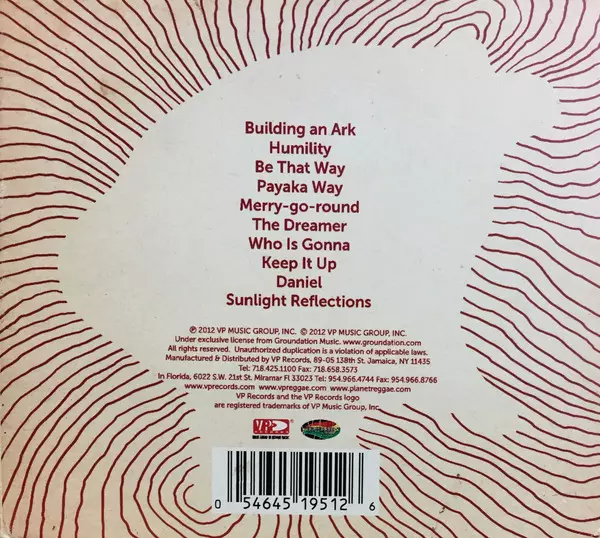 Building an Ark
Humility
Be That Way
Payaka Way
Merry-go-round
The Dreamer
Who Is Gonna
Keep It Up
Daniel
Sunlight Reflections
℗ 2012 VP MUSIC GROUP, INC. © 2012 VP MUSIC GROUP, INC.
Under exclusive license from Groundation Music. www.groundation.com
All rights reserved. Unauthorized duplication is a violation of applicable laws.
Manufactured & Distributed by VP Records, 89-05 138th St. Jamaica, NY 11435
Tel: 718.425.1100 Fax: 718.658.3573
In Florida, 6022 S.W. 21st St. Miramar Fl 33023 Tel: 954.966.4744 Fax: 954.966.8766
www.vprecords.com www.vpreggae.com www.planetreggae.com
VP Records and the VP Records logo
are registered trademarks of VP Music Group, Inc.
VP
0 54645 19512 6